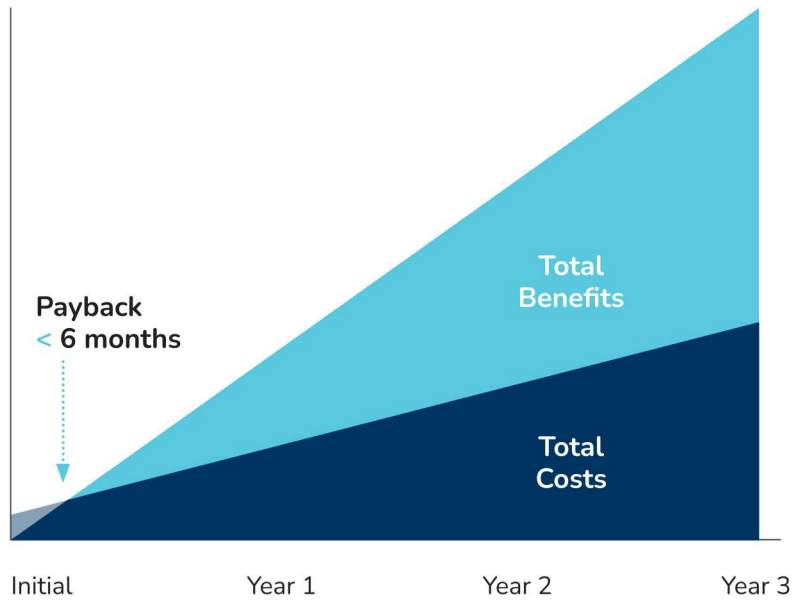 Payback
< 6 months
Total
Benefits
Total
Costs
Initial
Year 1
Year 2
Year 3